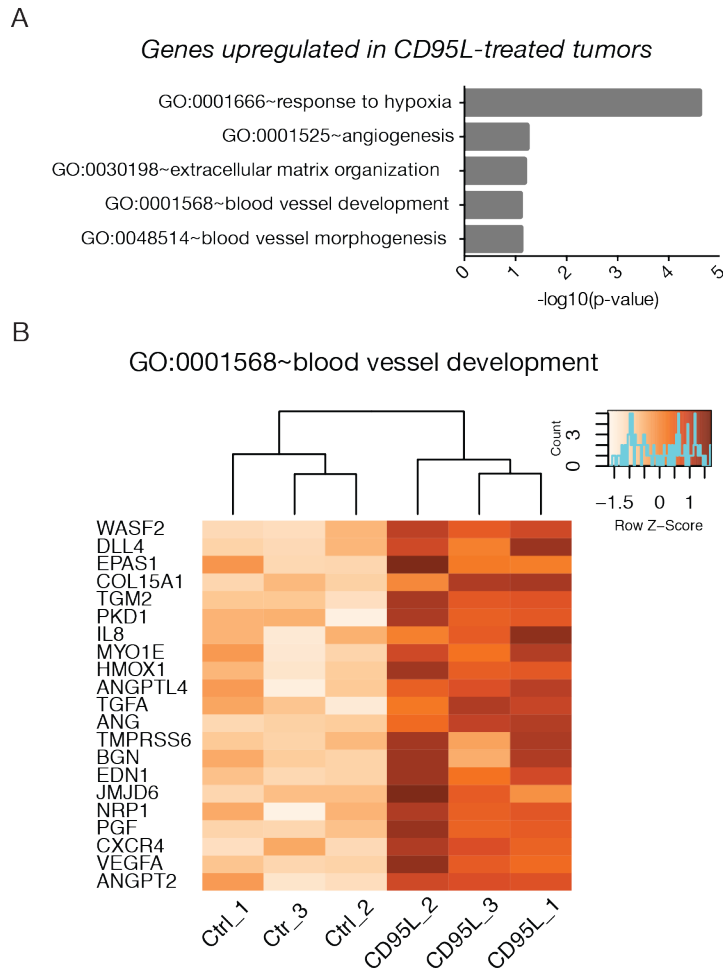 A
Genes upregulated in CD95L-treated tumors
GO:0001666~response to hypoxia
GO:0001525~angiogenesis
GO:0030198~extracellular matrix organization
GO:0001568~blood vessel development
GO:0048514~blood vessel morphogenesis
0 1 2 3 4 5
-log10(p-value)
B
GO:0001568~blood vessel development
Count
0 3
−1.5 0 1
Row Z−Score
WASF2
DLL4
EPAS1
COL15A1
TGM2
PKD1
IL8
MYO1E
HMOX1
ANGPTL4
TGFA
ANG
TMPRSS6
BGN
EDN1
JMJD6
NRP1
PGF
CXCR4
VEGFA
ANGPT2
Ctrl_1 Ctr_3 Ctrl_2 CD95L_2 CD95L_3 CD95L_1